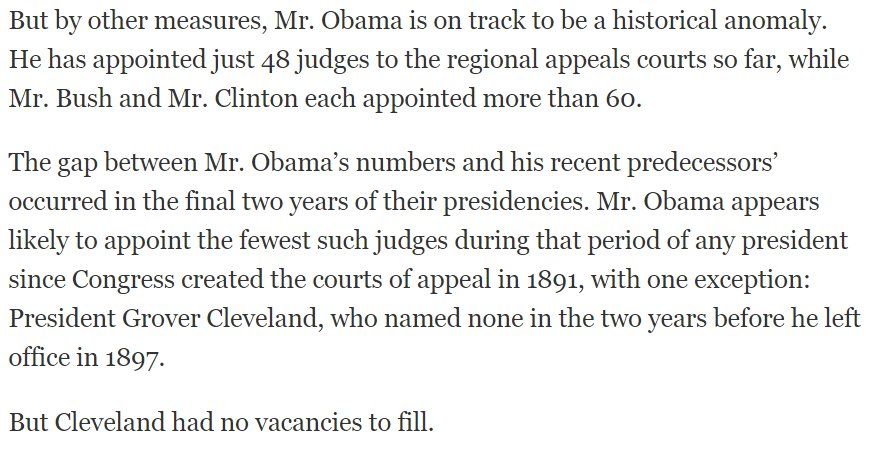 But by other measures, Mr. Obama is on track to be a historical anomaly.
He has appointed just 48 judges to the regional appeals courts so far, while
Mr. Bush and Mr. Clinton each appointed more than 60.
The gap between Mr. Obama’s numbers and his recent predecessors’
occurred in the final two years of their presidencies. Mr. Obama appears
likely to appoint the fewest such judges during that period of any president
since Congress created the courts of appeal in 1891, with one exception:
President Grover Cleveland, who named none in the two years before he left
office in 1897.
But Cleveland had no vacancies to fill.